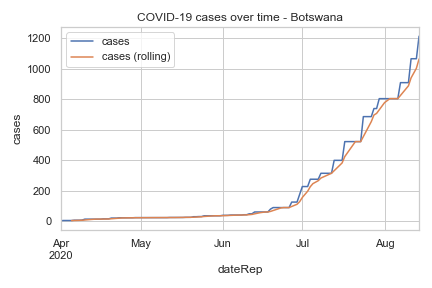 COVID-19 cases over time - Botswana
cases
cases (rolling)
1200
1000
800
600
400
200
0
cases
Apr
2020
May
Jun
Jul
Aug
dateRep